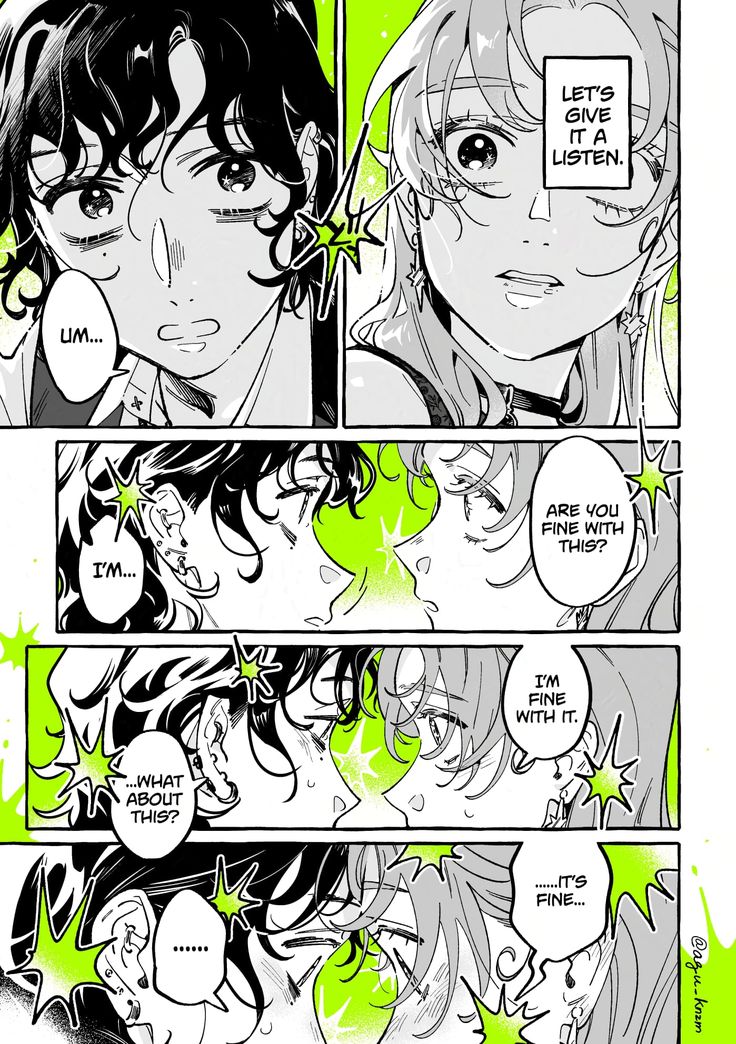 LET'S
GIVE
IT A
LISTEN.
UM...
ARE YOU
FINE WITH
THIS?
I'M...
I'M
FINE
WITH IT.
...WHAT
ABOUT
THIS?
......IT'S
FINE...
......
@agu_knzm